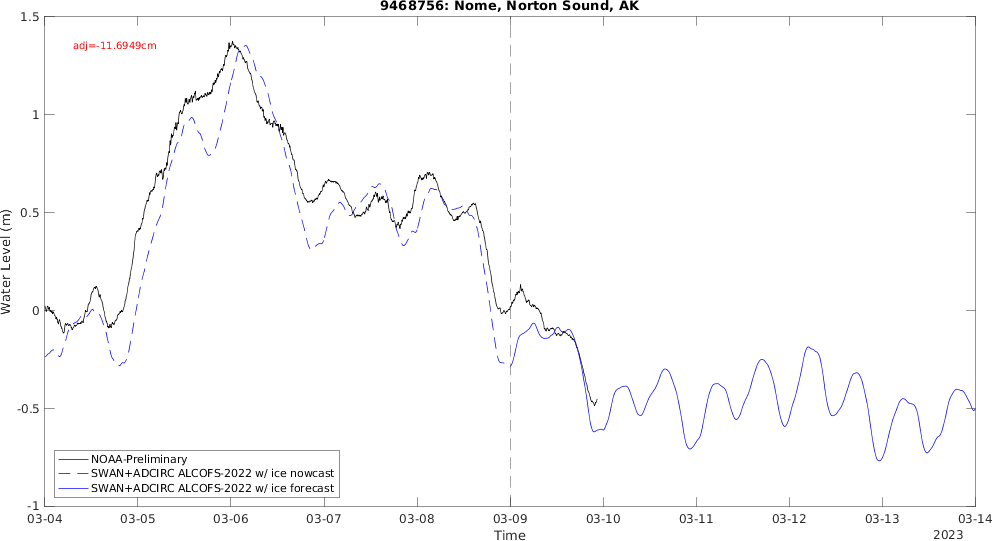 9468756: Nome, Norton Sound, AK
adj=-11.6949cm
Water Level (m)
1.5
1
0.5
0
-0.5
-1
NOAA-Preliminary
SWAN+ADCIRC ALCOFS-2022 w/ ice nowcast
SWAN+ADCIRC ALCOFS-2022 w/ ice forecast
03-04 03-05 03-06 03-07 03-08 03-09 03-10 03-11 03-12 03-13 03-14
Time
2023